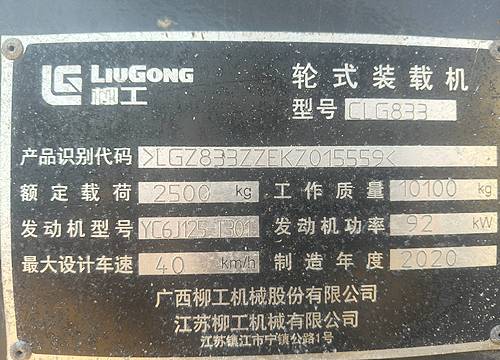 LIUGONG 柳工
轮式装载机
型号 CLG833
产品识别代码 >LGZ833ZZEKZ015559<
额定载荷 2500 kg 工作质量 10100 kg
发动机型号 YC6J125-T301 发动机功率 92 kW
最大设计车速 40 km/h 制造年度 2020
广西柳工机械股份有限公司
江苏柳工机械有限公司
江苏镇江市宁镇公路1号